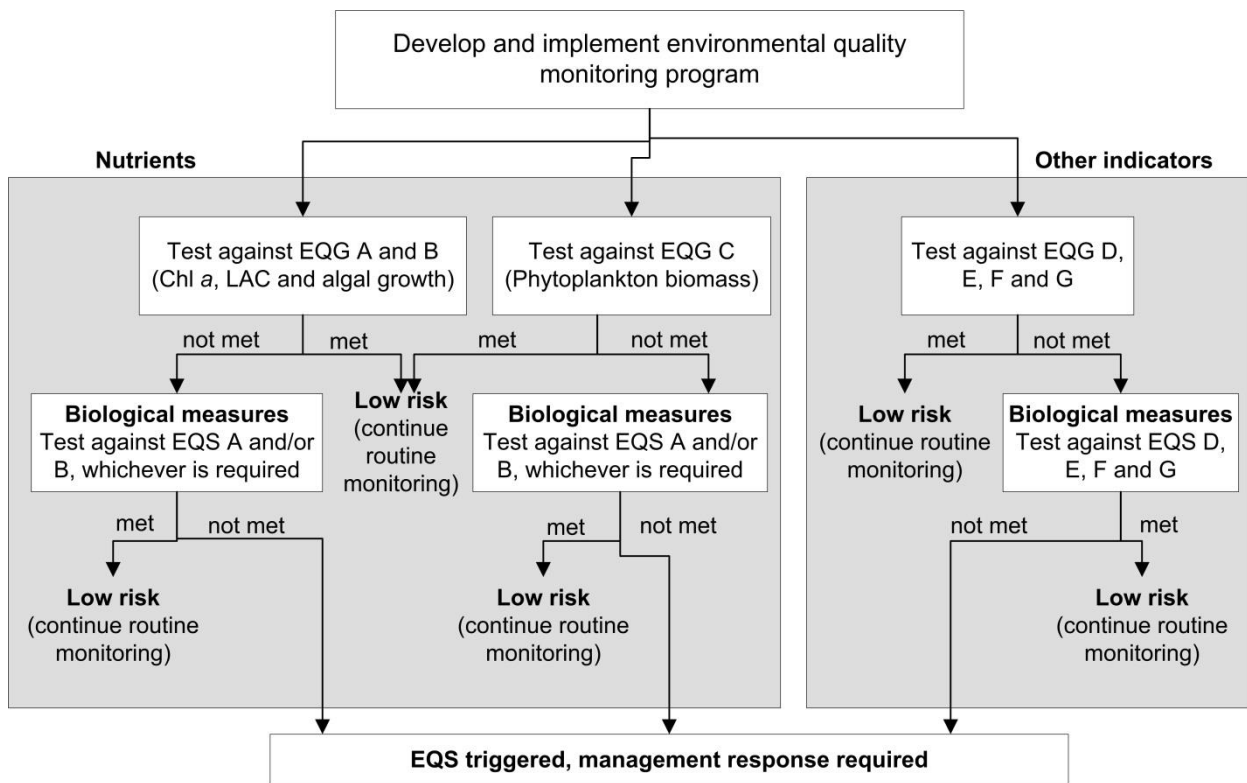 Develop and implement environmental quality
monitoring program
Nutrients
Other indicators
Test against EQG A and B
(Chl a, LAC and algal growth)
Test against EQG C
(Phytoplankton biomass)
Test against EQG D,
E, F and G
not met
met
met
not met
met
not met
Biological measures
Test against EQS A and/or
B, whichever is required
Low risk
(continue
routine
monitoring)
Biological measures
Test against EQS A and/or
B, whichever is required
Low risk
(continue routine
monitoring)
Biological measures
Test against EQS D,
E, F and G
met
not met
met
not met
not met
met
Low risk
(continue routine
monitoring)
Low risk
(continue routine
monitoring)
Low risk
(continue routine
monitoring)
EQS triggered, management response required